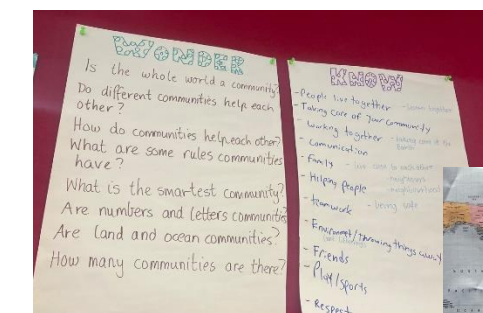 WONDER
Is the whole world a community?
Do different communities help each
other?
How do communities help each other?
What are some rules communities
have?
What is the smartest community?
Are numbers and letters communities
Are land and ocean communities?
How many communities are there?
KNOW
- People live together
- Taking care of your community
- working together
- Comunication
- Family
- Helping people
- teamwork - being safe
- Environment/throwing things away
- Friends
- Play/sports
- Respect